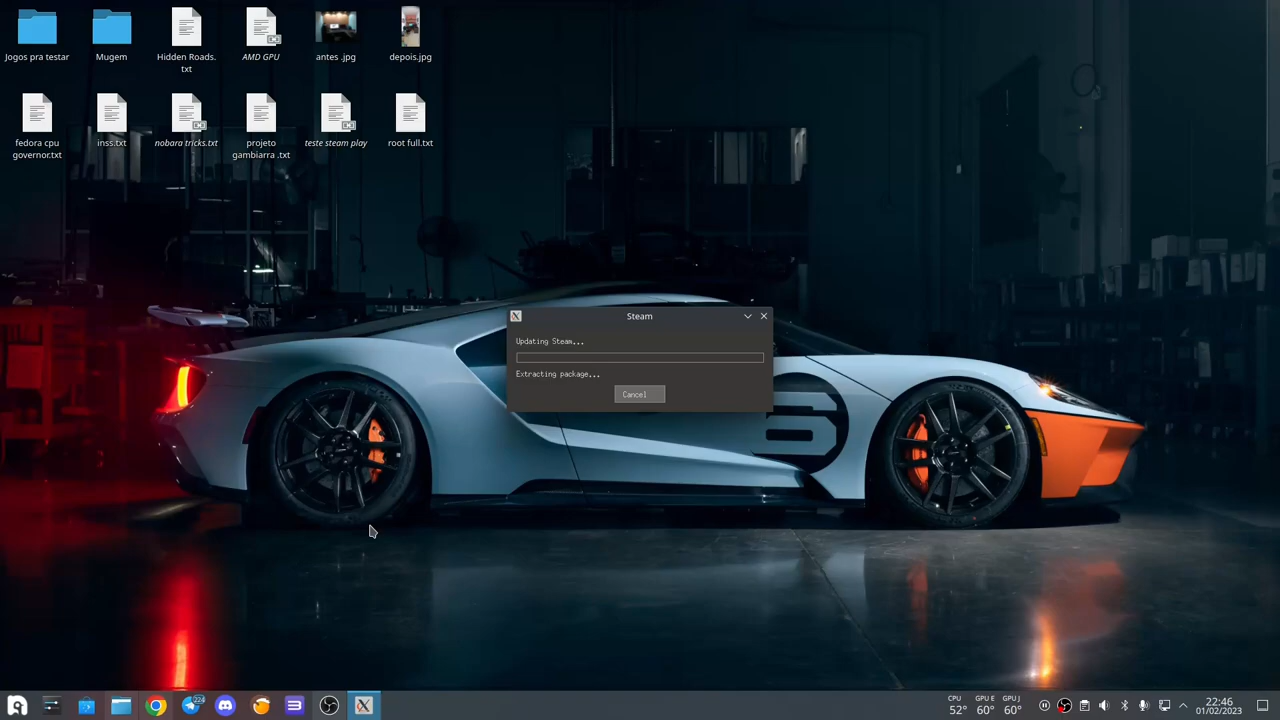 Jogos pra testar
Mugem
Hidden Roads.
txt
AMD GPU
antes .jpg
depois.jpg
fedora cpu
governor.txt
inss.txt
nobara tricks.txt
projeto
gambiarra .txt
teste steam play
root full.txt
Steam
Updating Steam...
Extracting package...
Cancel
6
224
CPU GPU E GPU J
52° 60° 60°
22:46
01/02/2023